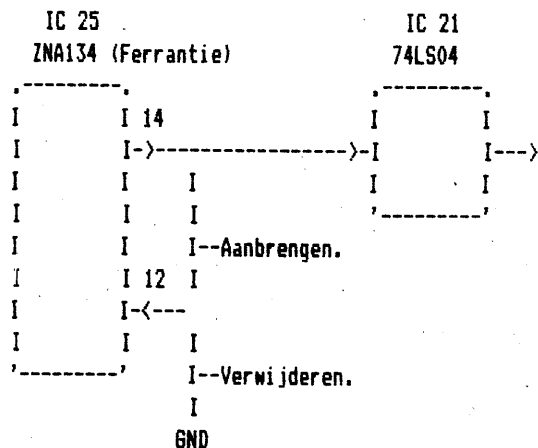 IC 25 IC 21
ZNA134 (Ferrantie) 74LS04
14
Aanbrengen.
12
Verwijderen.
GND